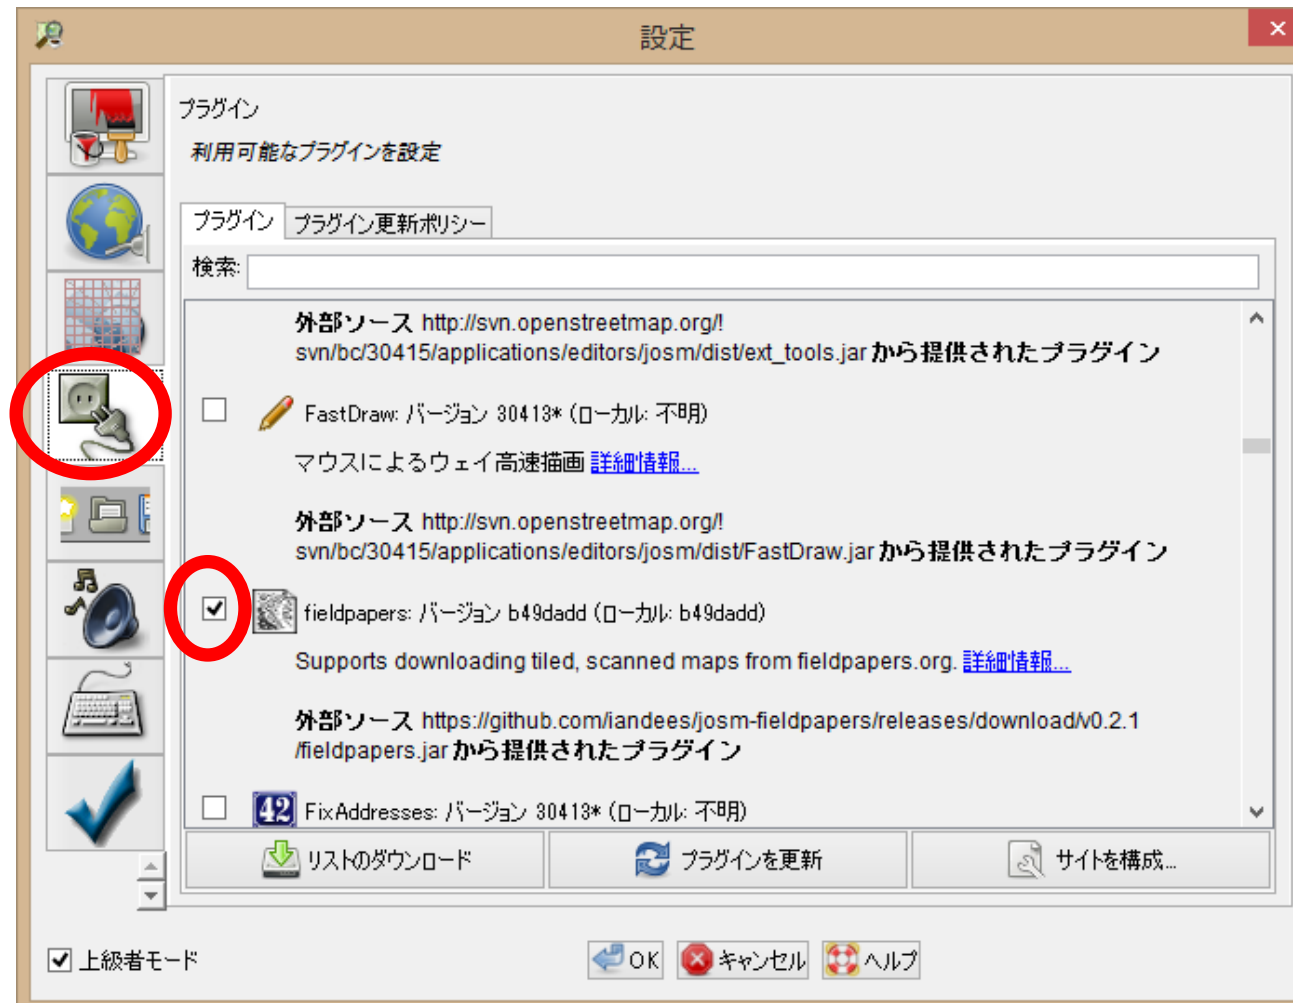 設定
プラグイン
利用可能なプラグインを設定
プラグイン プラグイン更新ポリシー
検索:
外部ソース http://svn.openstreetmap.org/!
svn/bc/30415/applications/editors/josm/dist/ext_tools.jar から提供されたプラグイン
FastDraw: バージョン 30413* (ローカル: 不明)
マウスによるウェイ高速描画 詳細情報...
外部ソース http://svn.openstreetmap.org/!
svn/bc/30415/applications/editors/josm/dist/FastDraw.jar から提供されたプラグイン
fieldpapers: バージョン b49dadd (ローカル: b49dadd)
Supports downloading tiled, scanned maps from fieldpapers.org. 詳細情報...
外部ソース https://github.com/iandees/josm-fieldpapers/releases/download/v0.2.1
/fieldpapers.jar から提供されたプラグイン
42 FixAddresses: バージョン 30413* (ローカル: 不明)
リストのダウンロード プラグインを更新 サイトを構成...
上級者モード OK キャンセル ヘルプ